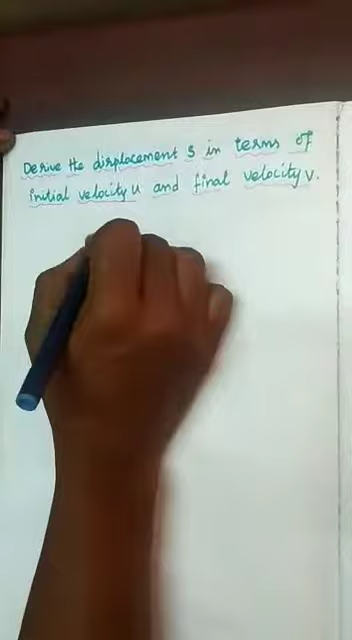 Derive the displacement S in terms of
initial velocity u and final velocity v.